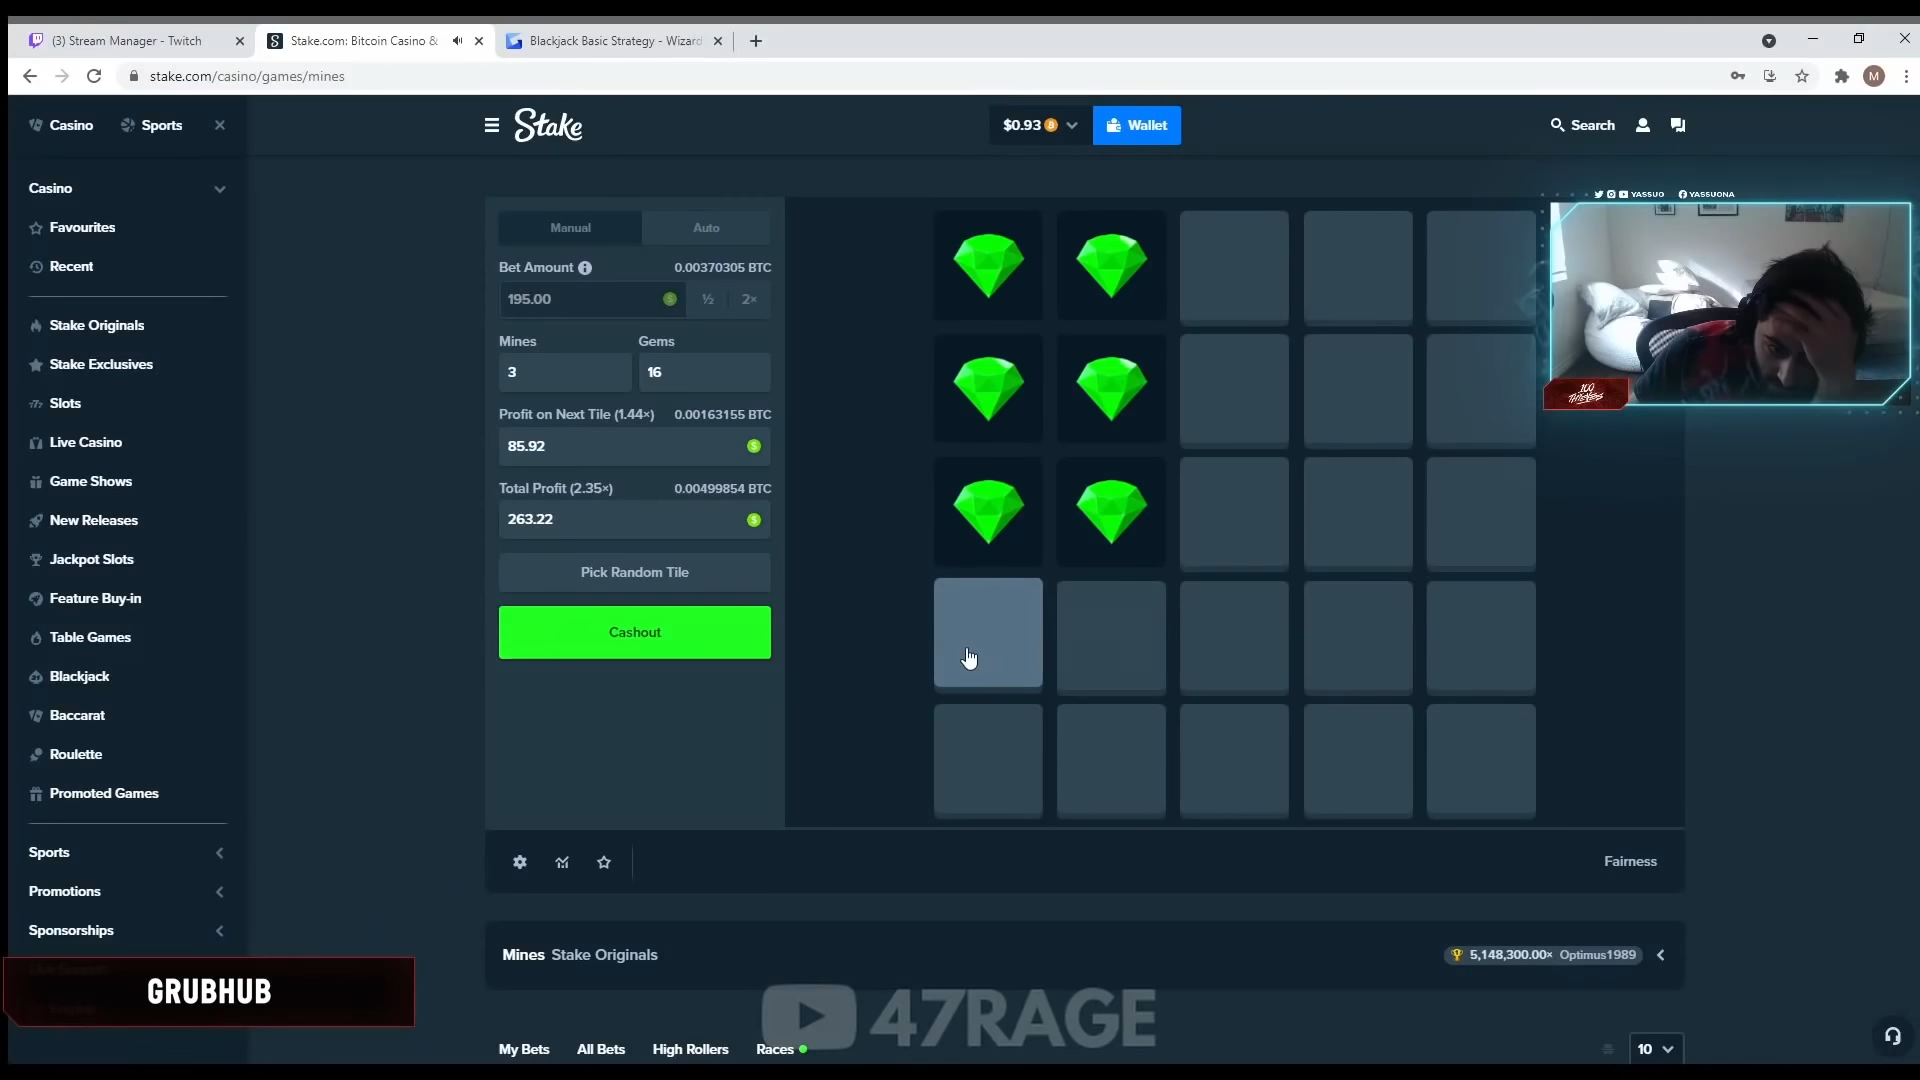 (3) Stream Manager - Twitch
Stake.com: Bitcoin Casino &
Blackjack Basic Strategy - Wizard
stake.com/casino/games/mines
M
Casino
Sports
Stake
$0.93
Wallet
Search
Casino
Favourites
Recent
Stake Originals
Stake Exclusives
Slots
Live Casino
Game Shows
New Releases
Jackpot Slots
Feature Buy-in
Table Games
Blackjack
Baccarat
Roulette
Promoted Games
Sports
Promotions
Sponsorships
GRUBHUB
Manual
Auto
Bet Amount
0.00370305 BTC
195.00
½
2×
Mines
Gems
3
16
Profit on Next Tile (1.44×)
0.00163155 BTC
85.92
Total Profit (2.35×)
0.00499854 BTC
263.22
Pick Random Tile
Cashout
YASSUO
YASSUONA
100
THIEVES
Fairness
Mines Stake Originals
5,148,300.00× Optimus1989
47RAGE
My Bets
All Bets
High Rollers
Races
10